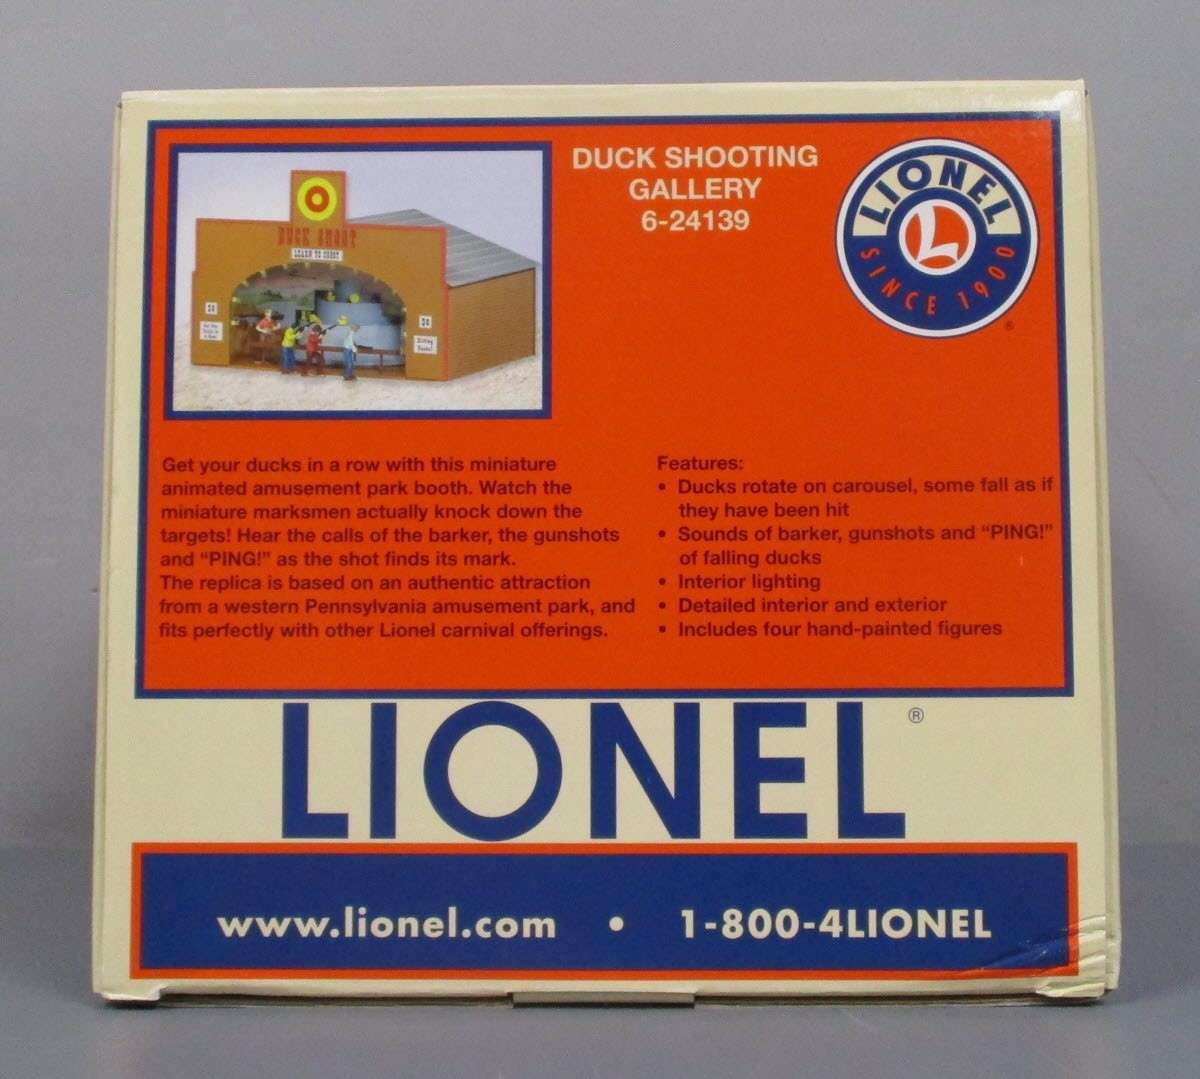 DUCK SHOOTING
GALLERY
6-24139
LIONEL
L
SINCE 1900
®
DUCK SHOOT
LEARN TO SHOOT
Sitting
Ducks!
Get your ducks in a row with this miniature
animated amusement park booth. Watch the
miniature marksmen actually knock down the
targets! Hear the calls of the barker, the gunshots
and “PING!” as the shot finds its mark.
The replica is based on an authentic attraction
from a western Pennsylvania amusement park, and
fits perfectly with other Lionel carnival offerings.
Features:
• Ducks rotate on carousel, some fall as if
they have been hit
• Sounds of barker, gunshots and “PING!”
of falling ducks
• Interior lighting
• Detailed interior and exterior
• Includes four hand-painted figures
LIONEL®
www.lionel.com • 1-800-4LIONEL